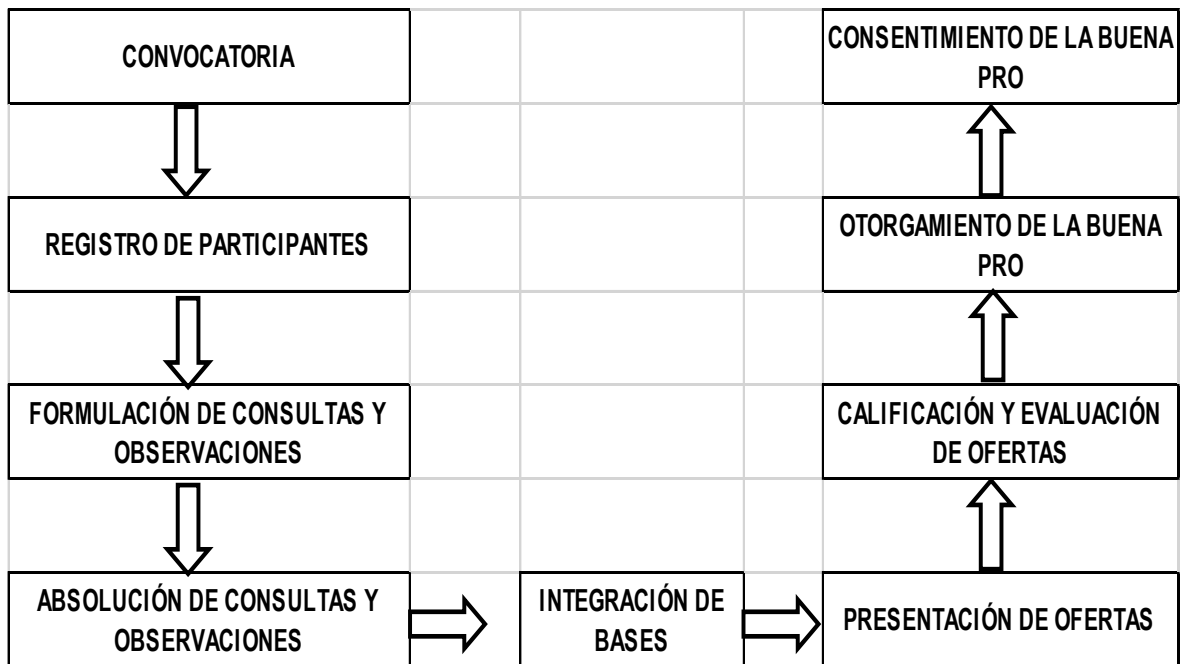 CONVOCATORIA
REGISTRO DE PARTICIPANTES
FORMULACIÓN DE CONSULTAS Y
OBSERVACIONES
ABSOLUCIÓN DE CONSULTAS Y
OBSERVACIONES
INTEGRACIÓN DE
BASES
PRESENTACIÓN DE OFERTAS
CALIFICACIÓN Y EVALUACIÓN
DE OFERTAS
OTORGAMIENTO DE LA BUENA
PRO
CONSENTIMIENTO DE LA BUENA
PRO